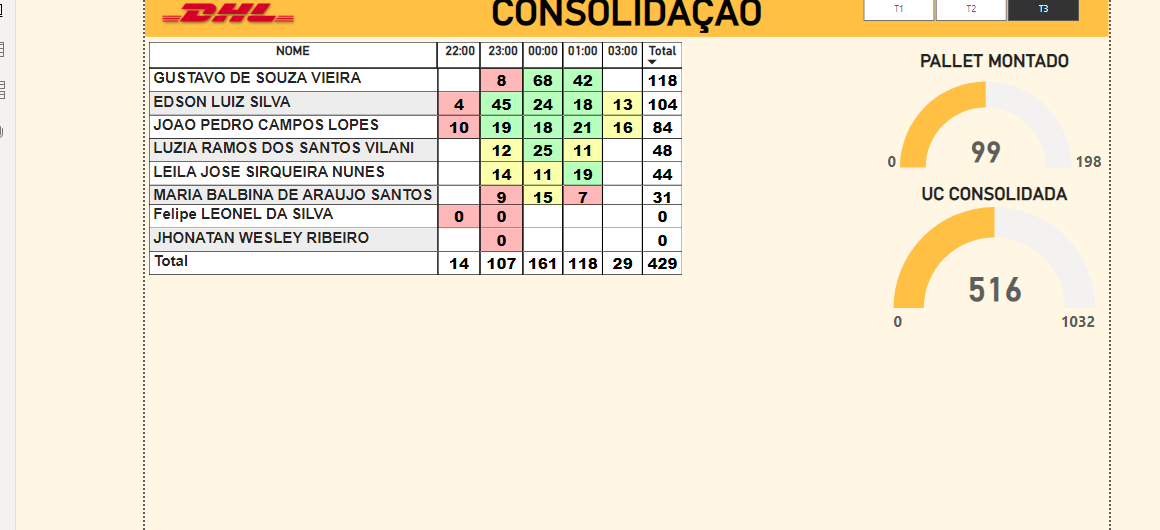 DHL CONSOLIDAÇÃO T1 T2 T3
NOME 22:00 23:00 00:00 01:00 03:00 Total
GUSTAVO DE SOUZA VIEIRA 8 68 42 118
EDSON LUIZ SILVA 4 45 24 18 13 104
JOAO PEDRO CAMPOS LOPES 10 19 18 21 16 84
LUZIA RAMOS DOS SANTOS VILANI 12 25 11 48
LEILA JOSE SIRQUEIRA NUNES 14 11 19 44
MARIA BALBINA DE ARAUJO SANTOS 9 15 7 31
Felipe LEONEL DA SILVA 0 0 0
JHONATAN WESLEY RIBEIRO 0 0
Total 14 107 161 118 29 429
PALLET MONTADO
99
0 198
UC CONSOLIDADA
516
0 1032